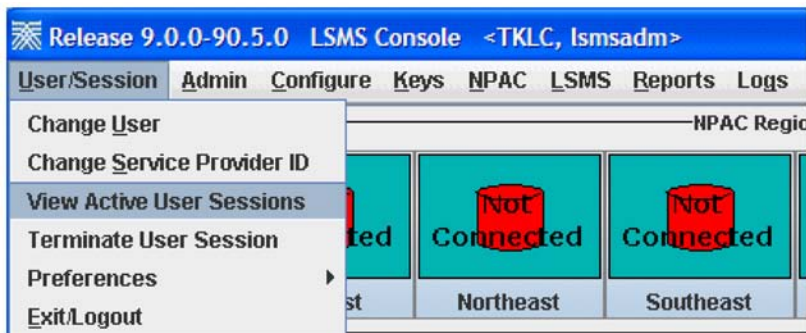 Release 9.0.0-90.5.0 LSMS Console <TKLC, lsmsadm>
User/Session Admin Configure Keys NPAC LSMS Reports Logs
Change User
NPAC Regio
Change Service Provider ID
View Active User Sessions
Not
Not
Terminate User Session
ted
Connected
Connected
Preferences
st
Northeast
Southeast
Exit/Logout